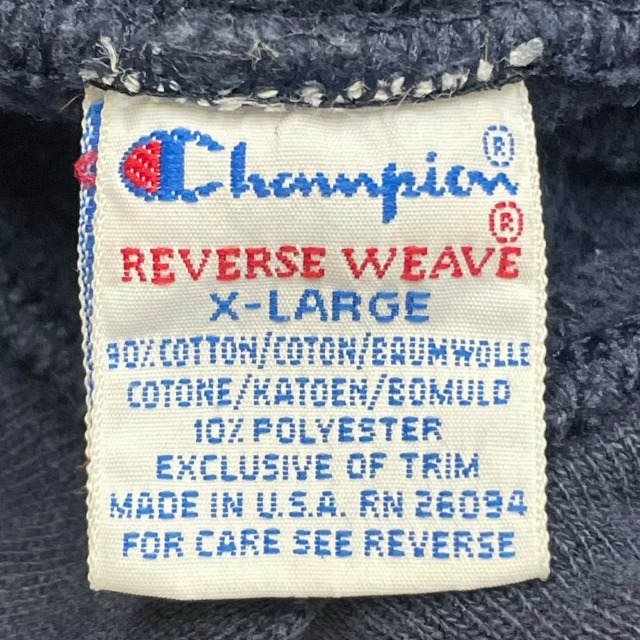 Champion®
REVERSE WEAVE®
X-LARGE
90% COTTON/COTON/BAUMWOLLE
COTONE/KATOEN/BOMULD
10% POLYESTER
EXCLUSIVE OF TRIM
MADE IN U.S.A. RN 26094
FOR CARE SEE REVERSE